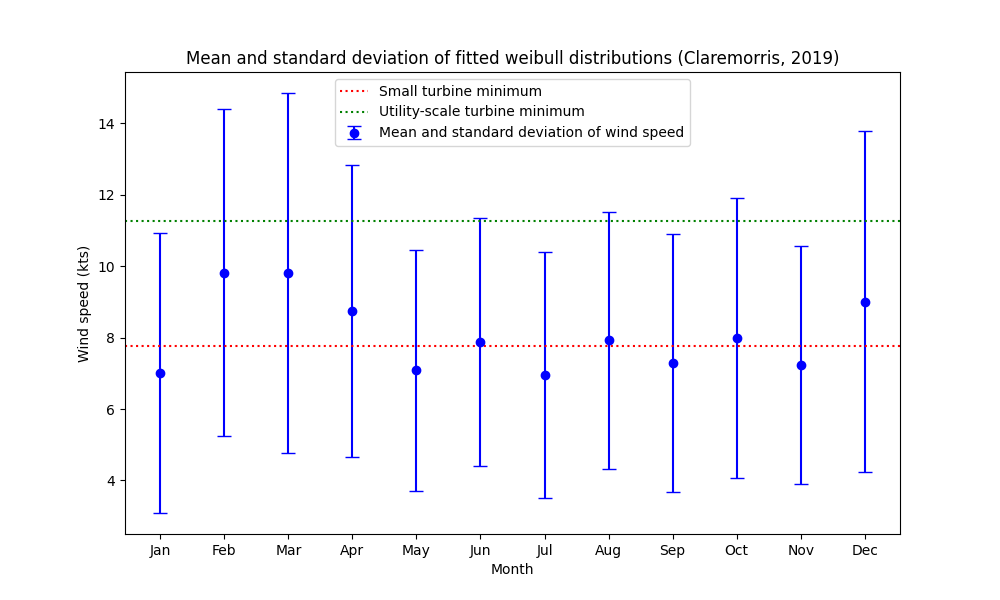 Mean and standard deviation of fitted weibull distributions (Claremorris, 2019)
Small turbine minimum
Utility-scale turbine minimum
Mean and standard deviation of wind speed
Wind speed (kts)
14
12
10
8
6
4
Jan Feb Mar Apr May Jun Jul Aug Sep Oct Nov Dec
Month